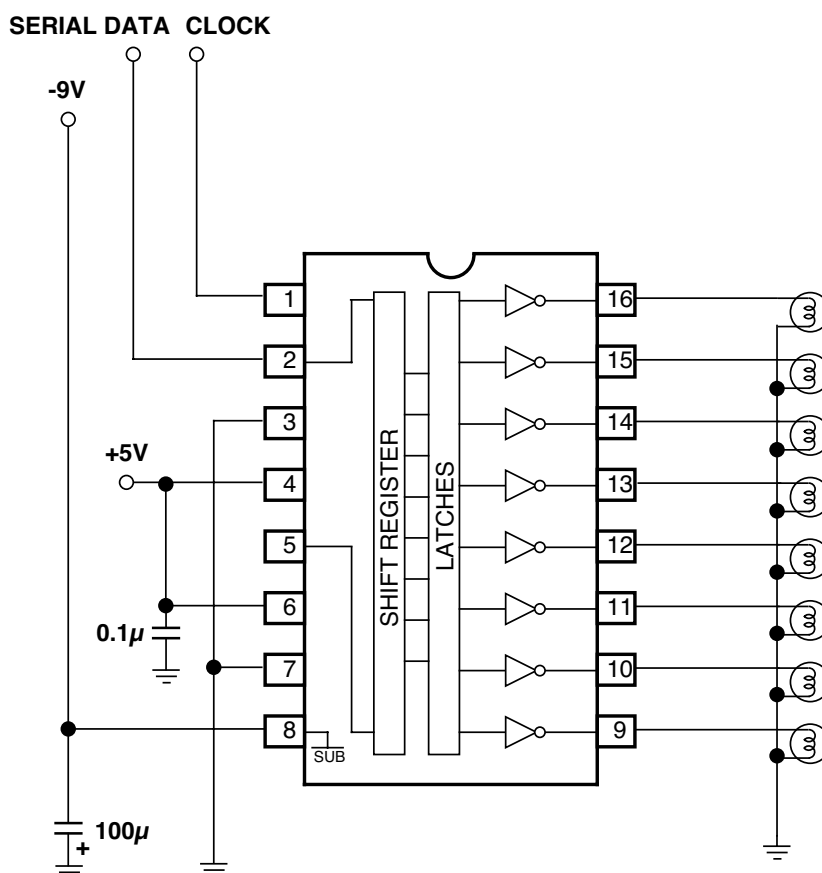 SERIAL DATA CLOCK
-9V
1 16
2 15
3 14
+5V
4 13
5 12
6 11
0.1µ
7 10
8 9
SUB
SHIFT REGISTER
LATCHES
100µ
+